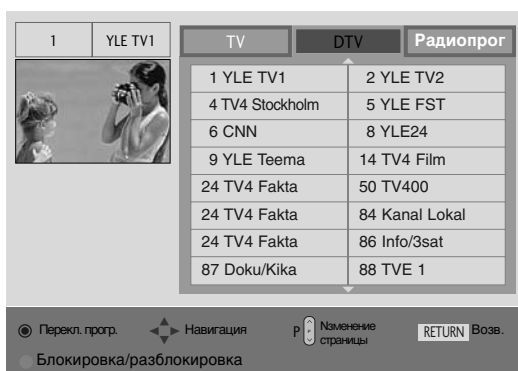 1 YLE TV1
TV DTV Радиопрог
1 YLE TV1 2 YLE TV2
4 TV4 Stockholm 5 YLE FST
6 CNN 8 YLE24
9 YLE Teema 14 TV4 Film
24 TV4 Fakta 50 TV400
24 TV4 Fakta 84 Kanal Lokal
24 TV4 Fakta 86 Info/3sat
87 Doku/Kika 88 TVE 1
Перекл. прогр. Навигация P P Nзменение страницы RETURN Возв.
Блокировка/разблокировка